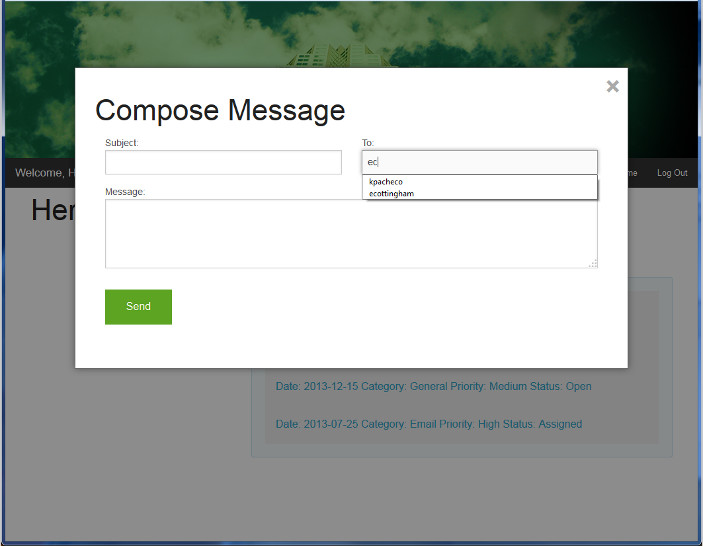 Compose Message
Subject:
To:
ec
kpacheco
ecottingham
Message:
Send
Welcome, H
me
Log Out
Her
Date: 2013-12-15 Category: General Priority: Medium Status: Open
Date: 2013-07-25 Category: Email Priority: High Status: Assigned